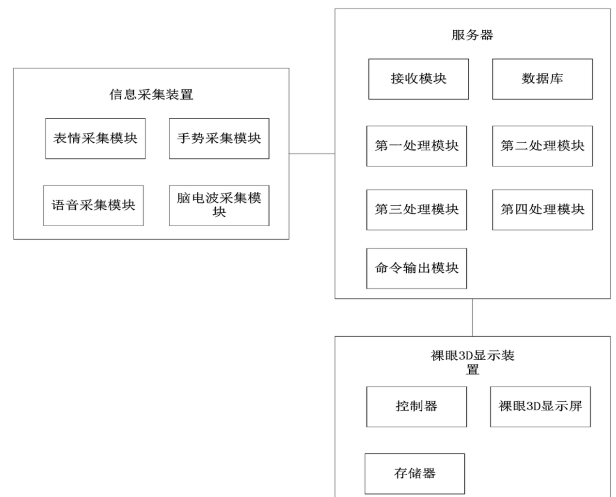 服务器
接收模块
数据库
第一处理模块
第二处理模块
第三处理模块
第四处理模块
命令输出模块
信息采集装置
表情采集模块
手势采集模块
语音采集模块
脑电波采集模
块
裸眼3D显示装
置
控制器
裸眼3D显示屏
存储器